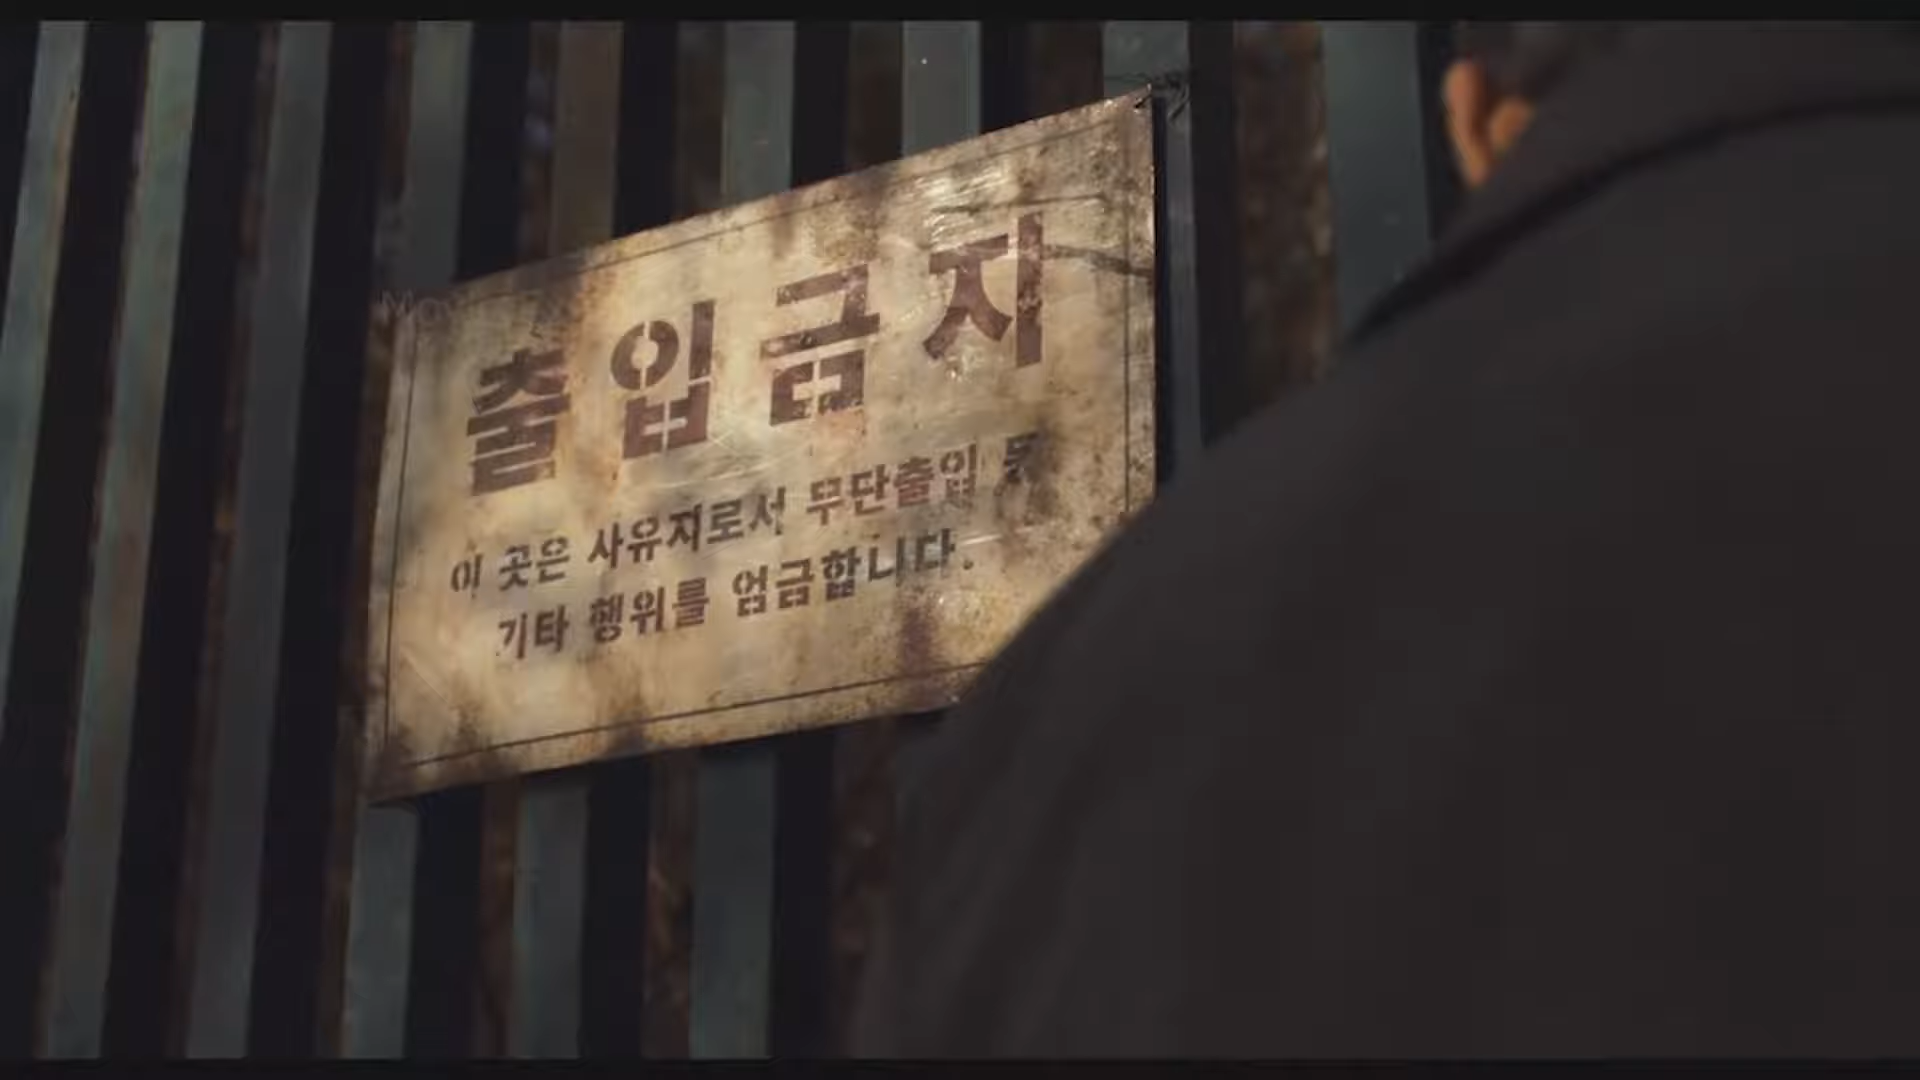 출입금지
이 곳은 사유지로서 무단출입 및
기타 행위를 엄금합니다.